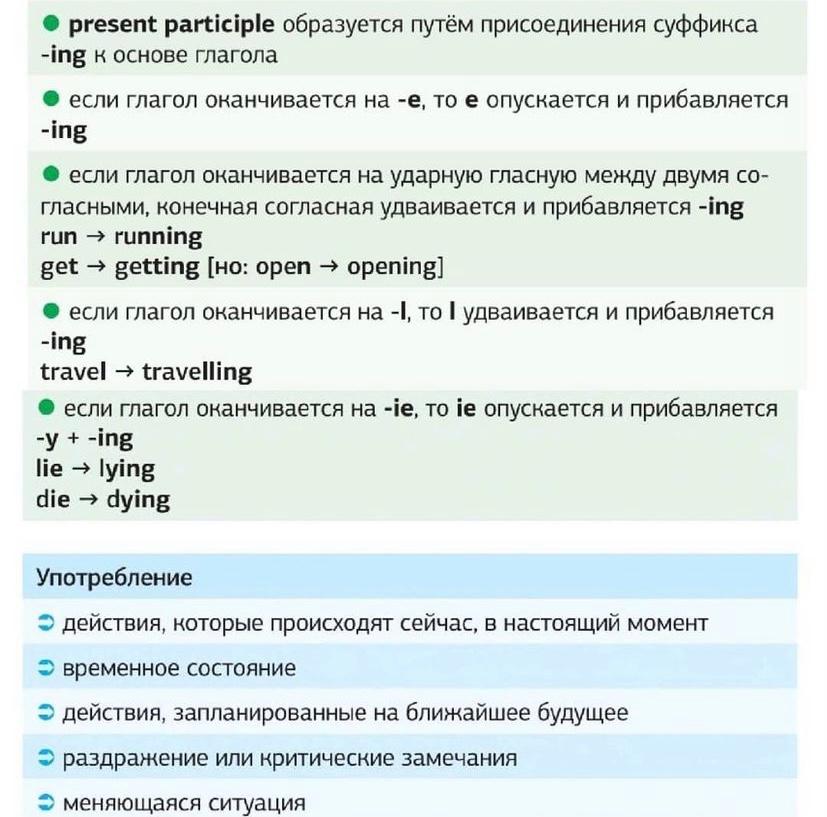 ● present participle образуется путём присоединения суффикса
-ing к основе глагола
● если глагол оканчивается на -e, то e опускается и прибавляется
-ing
● если глагол оканчивается на ударную гласную между двумя со-
гласными, конечная согласная удваивается и прибавляется -ing
run → running
get → getting [но: open → opening]
● если глагол оканчивается на -l, то l удваивается и прибавляется
-ing
travel → travelling
● если глагол оканчивается на -ie, то ie опускается и прибавляется
-y + -ing
lie → lying
die → dying
Употребление
➲ действия, которые происходят сейчас, в настоящий момент
➲ временное состояние
➲ действия, запланированные на ближайшее будущее
➲ раздражение или критические замечания
➲ меняющаяся ситуация